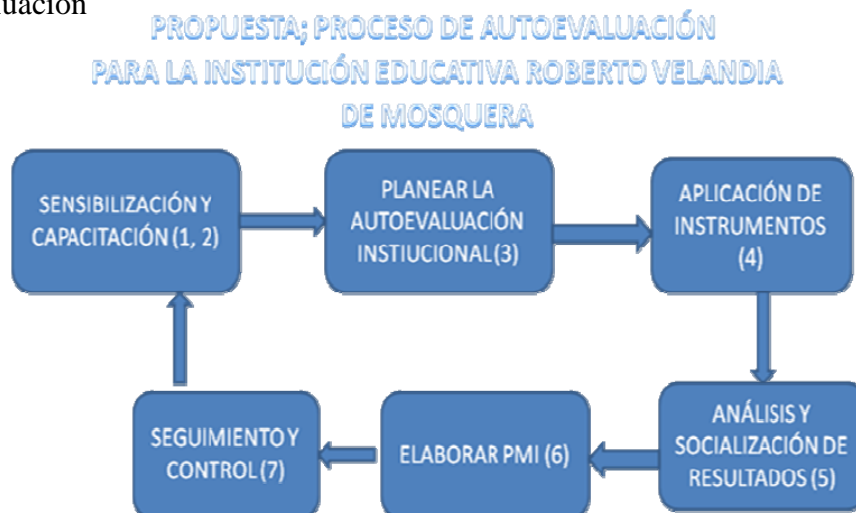 PROPUESTA; PROCESO DE AUTOEVALUACIÓN
PARA LA INSTITUCIÓN EDUCATIVA ROBERTO VELANDIA
DE MOSQUERA
SENSIBILIZACIÓN Y
CAPACITACIÓN (1, 2)
PLANEAR LA
AUTOEVALUACIÓN
INSTIUCIONAL (3)
APLICACIÓN DE
INSTRUMENTOS
(4)
ANÁLISIS Y
SOCIALIZACIÓN DE
RESULTADOS (5)
ELABORAR PMI (6)
SEGUIMIENTO Y
CONTROL (7)